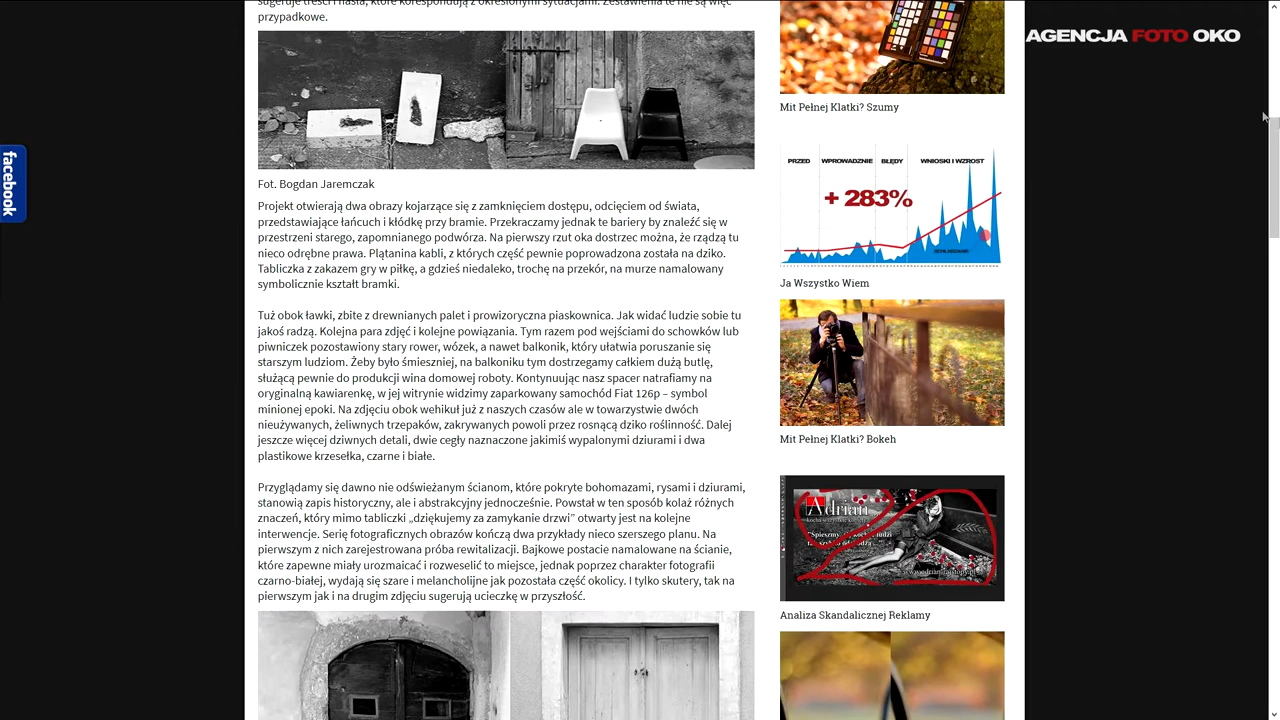 sugeruje treści i hasła, które korespondują z określonymi sytuacjami. Zestawienia te nie są więc
przypadkowe.
Fot. Bogdan Jaremczak
Projekt otwierają dwa obrazy kojarzące się z zamknięciem dostępu, odcięciem od świata,
przedstawiające łańcuch i kłódkę przy bramie. Przekraczamy jednak te bariery by znaleźć się w
przestrzeni starego, zapomnianego podwórza. Na pierwszy rzut oka dostrzec można, że rządzą tu
nieco odrębne prawa. Plątanina kabli, z których część pewnie poprowadzona została na dziko.
Tabliczka z zakazem gry w piłkę, a gdzieś niedaleko, trochę na przekór, na murze namalowany
symbolicznie kształt bramki.
Tuż obok ławki, zbite z drewnianych palet i prowizoryczna piaskownica. Jak widać ludzie sobie tu
jakoś radzą. Kolejna para zdjęć i kolejne powiązania. Tym razem pod wejściami do schowków lub
piwniczek pozostawiony stary rower, wózek, a nawet balkonik, który ułatwia poruszanie się
starszym ludziom. Żeby było śmieszniej, na balkoniku tym dostrzegamy całkiem dużą butlę,
służącą pewnie do produkcji wina domowej roboty. Kontynuując nasz spacer natrafiamy na
oryginalną kawiarenkę, w jej witrynie widzimy zaparkowany samochód Fiat 126p – symbol
minionej epoki. Na zdjęciu obok wehikuł już z naszych czasów ale w towarzystwie dwóch
nieużywanych, żeliwnych trzepaków, zakrywanych powoli przez rosnącą dziko roślinność. Dalej
jeszcze więcej dziwnych detali, dwie cegły naznaczone jakimiś wypalonymi dziurami i dwa
plastikowe krzesełka, czarne i białe.
Przyglądamy się dawno nie odświeżanym ścianom, które pokryte bohomazami, rysami i dziurami,
stanowią zapis historyczny, ale i abstrakcyjny jednocześnie. Powstał w ten sposób kolaż różnych
znaczeń, który mimo tabliczki „dziękujemy za zamykanie drzwi” otwarty jest na kolejne
interwencje. Serię fotograficznych obrazów kończą dwa przykłady nieco szerszego planu. Na
pierwszym z nich zarejestrowana próba rewitalizacji. Bajkowe postacie namalowane na ścianie,
które zapewne miały urozmaicać i rozweselić to miejsce, jednak poprzez charakter fotografii
czarno białej, wydają się szare i melancholijne jak pozostała część okolicy. I tylko skutery, tak na
pierwszym jak i na drugim zdjęciu sugerują ucieczkę w przyszłość.
Mit Pełnej Klatki? Szumy
PRZED WPROWADZNIE BŁĘDY WNIOSKI I WZROST
+ 283%
Ja Wszystko Wiem
Mit Pełnej Klatki? Bokeh
Adrian
Analiza Skandalicznej Reklamy
AGENCJA FOTO OKO
facebook